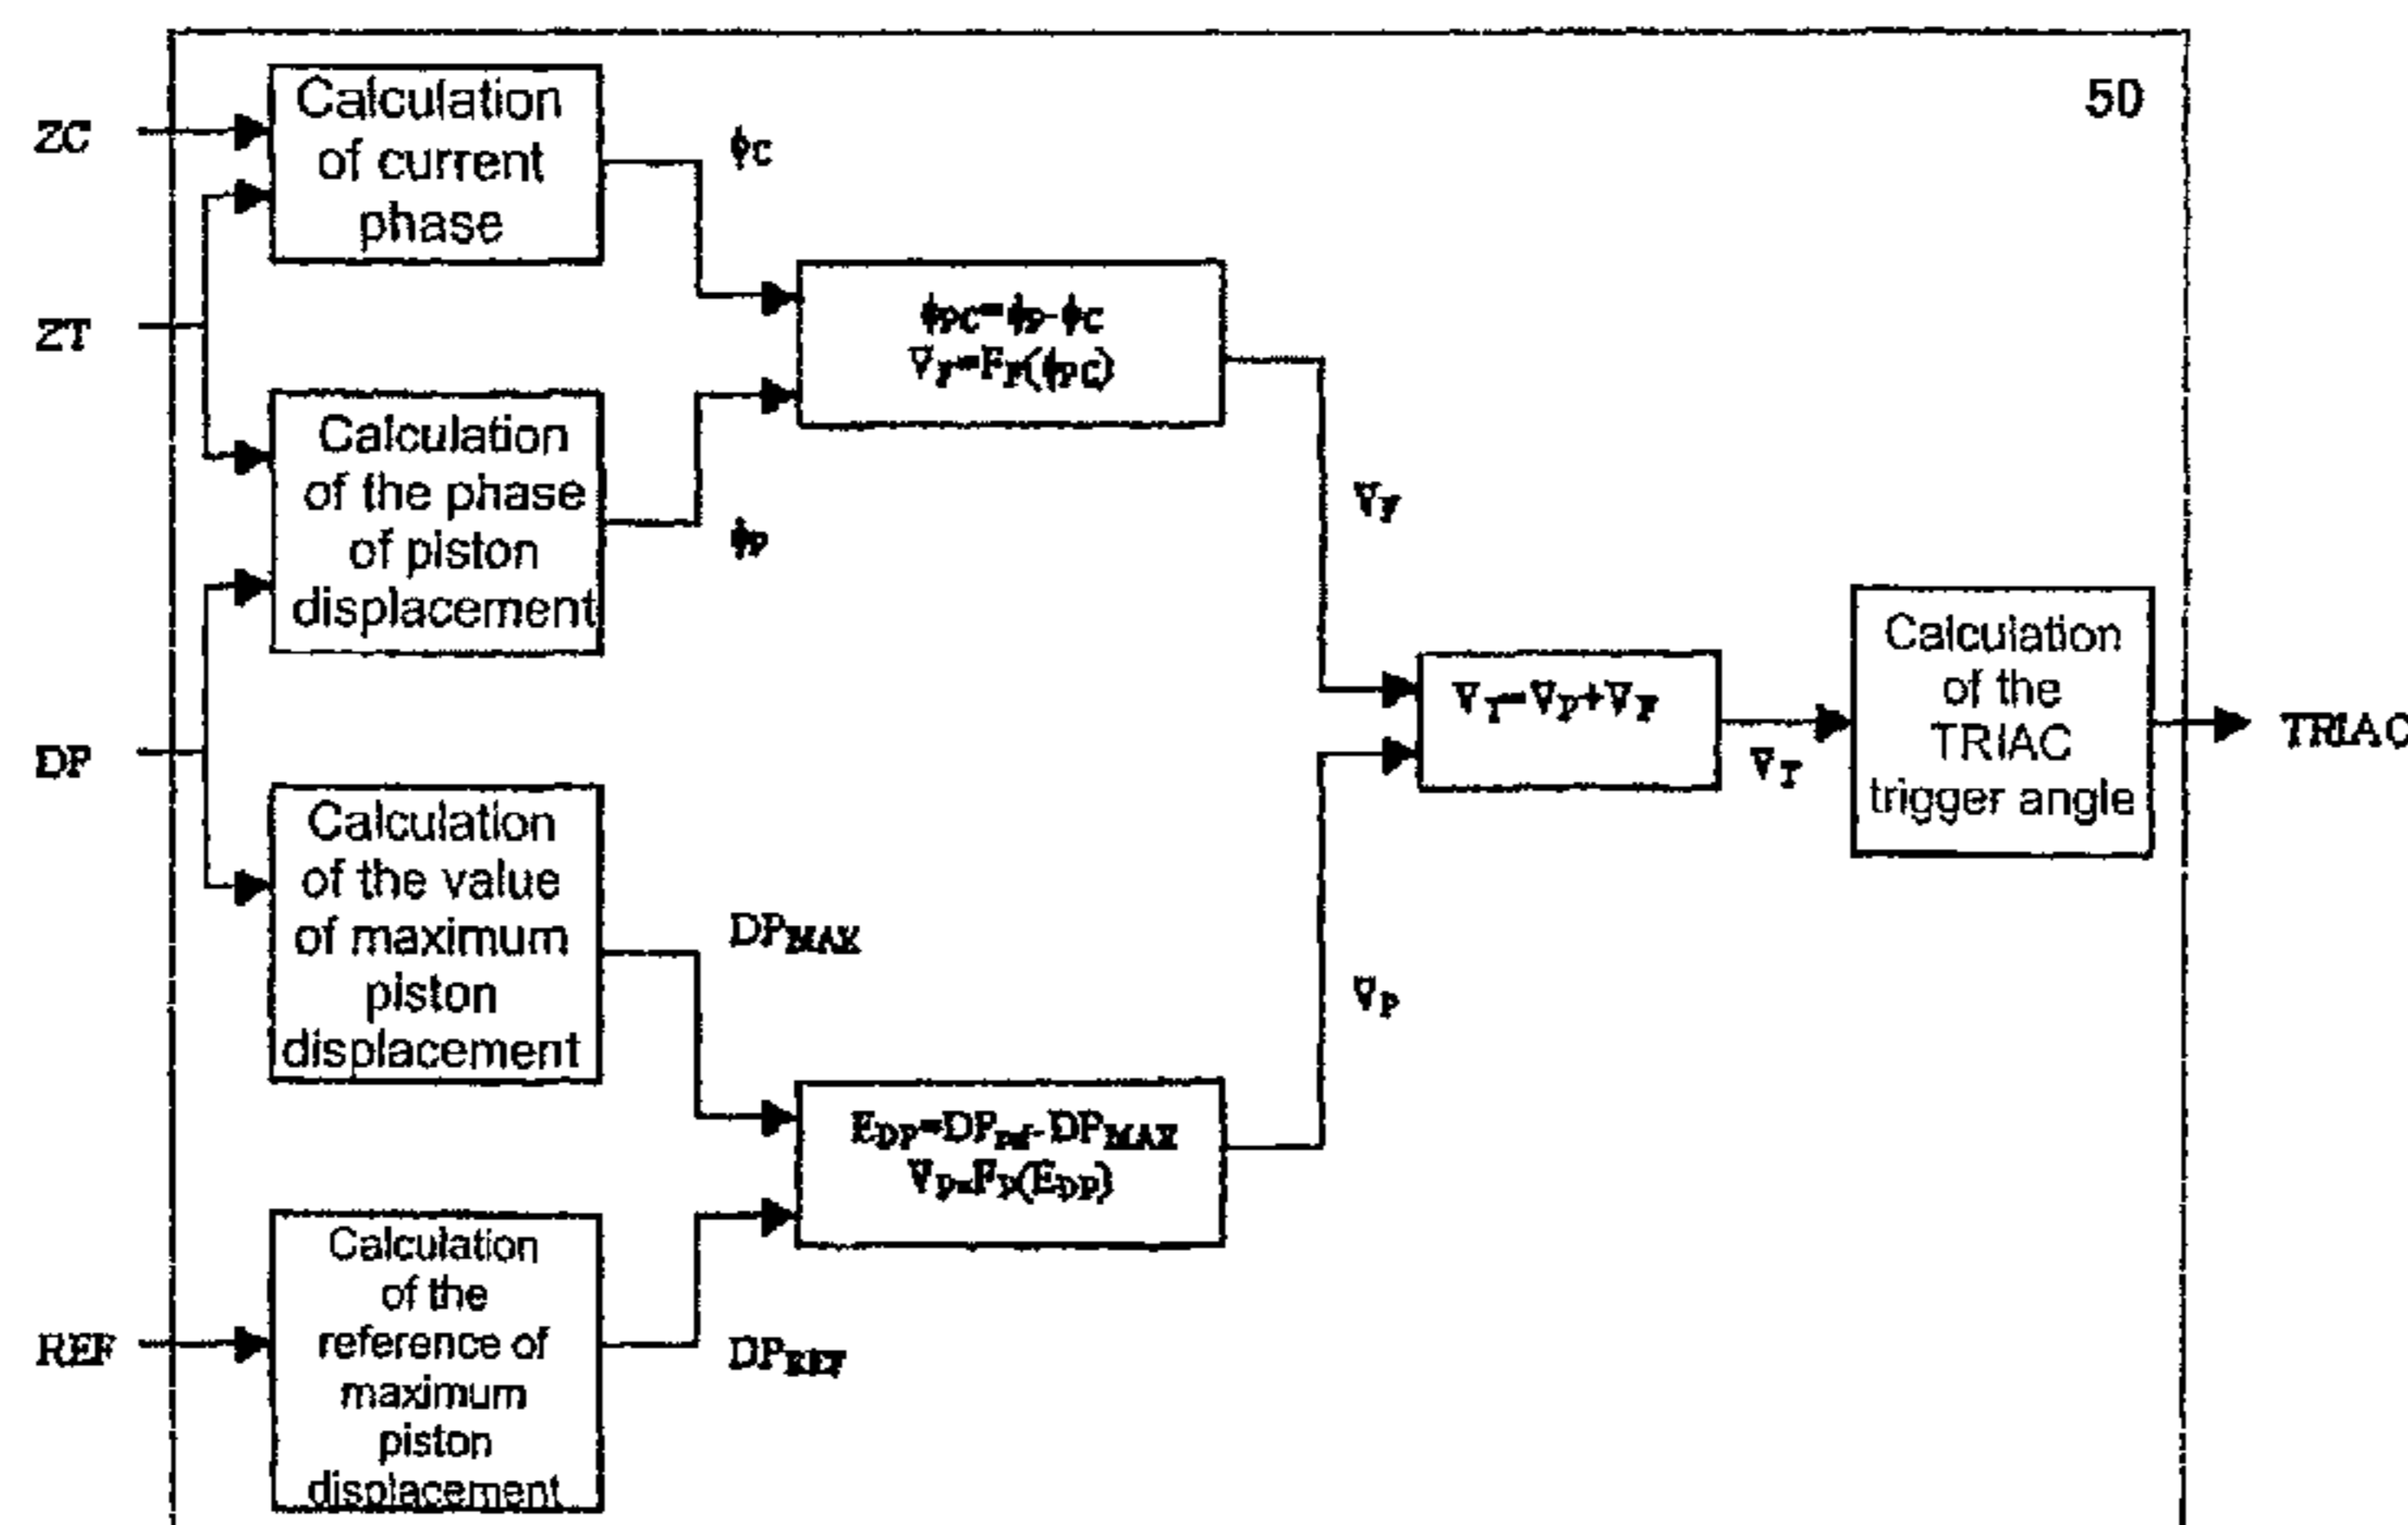 50
ZC
Calculation
of current
phase
ϕC
ZT
ϕPC=ϕP-ϕC
VF=FF(ϕPC)
Calculation
of the phase
of piston
displacement
ϕP
VF
DP
Calculation
of the value
of maximum
piston
displacement
DPMAX
VT=VP+VF
VT
Calculation
of the
TRIAC
trigger angle
TRIAC
VP
EDP=DPref-DPMAX
VP=FP(EDP)
REF
Calculation
of the
reference of
maximum
piston
displacement
DPREF